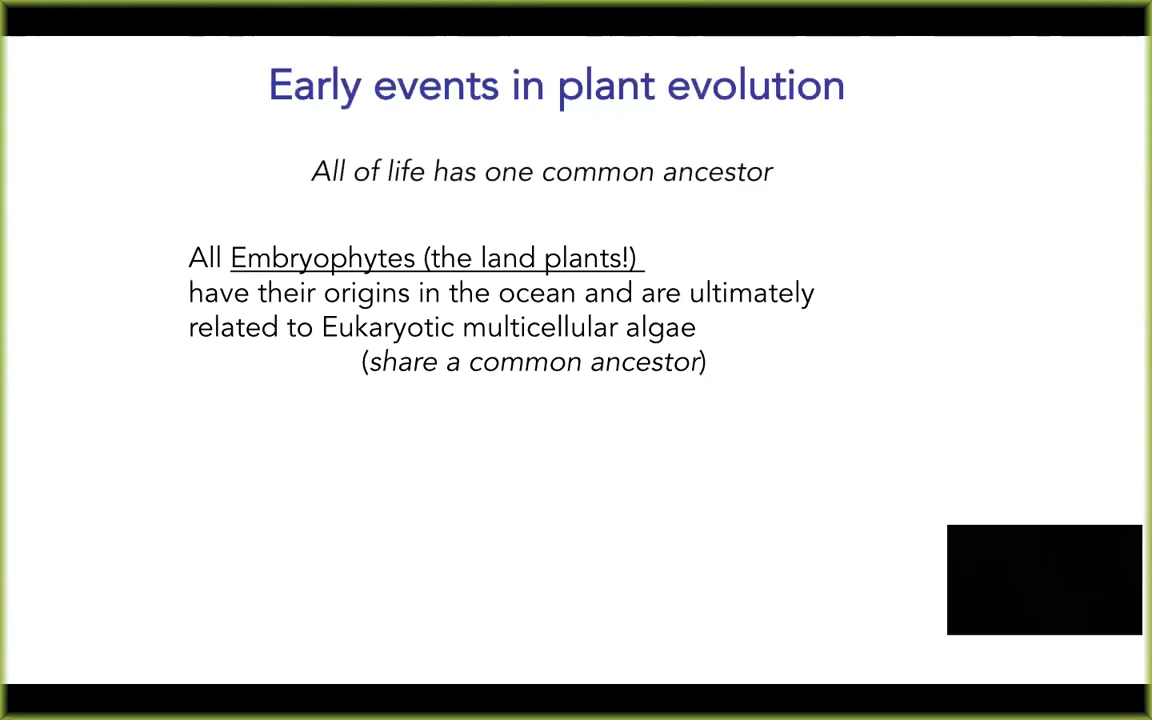 Early events in plant evolution
All of life has one common ancestor
All Embryophytes (the land plants!)
have their origins in the ocean and are ultimately
related to Eukaryotic multicellular algae
(share a common ancestor)